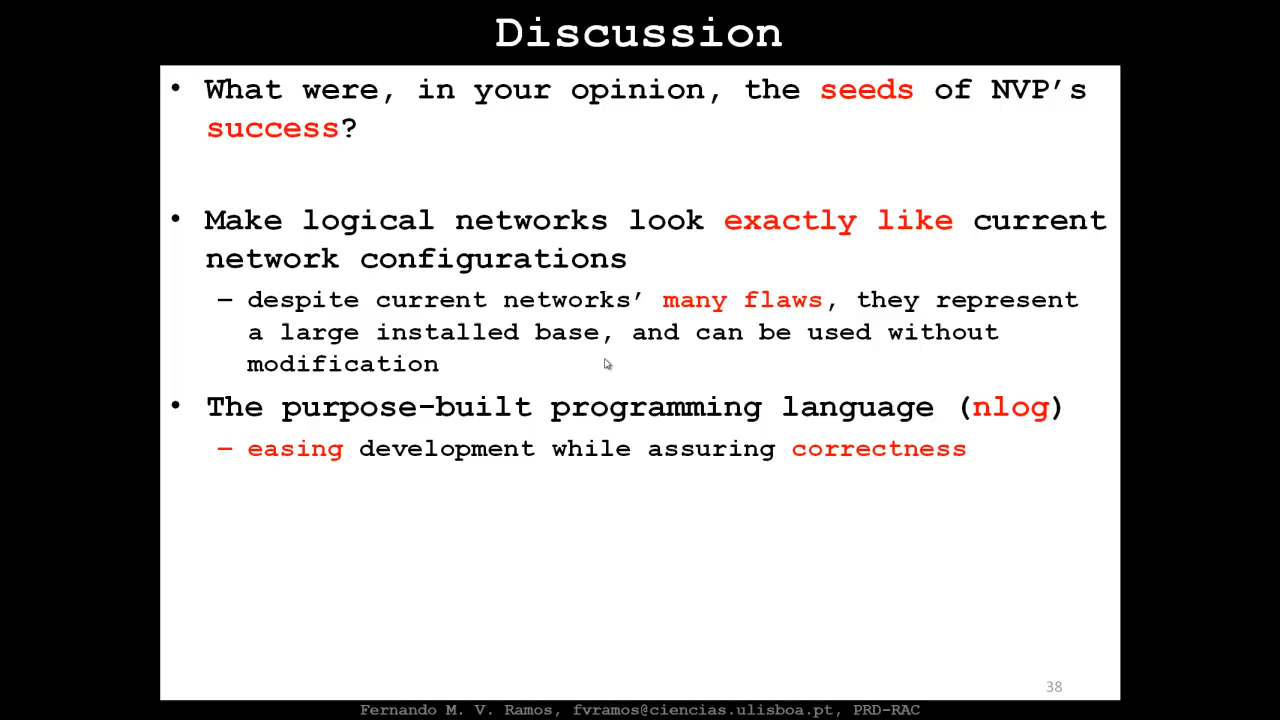 Discussion
• What were, in your opinion, the seeds of NVP’s
success?
• Make logical networks look exactly like current
network configurations
– despite current networks’ many flaws, they represent
a large installed base, and can be used without
modification
• The purpose-built programming language (nlog)
– easing development while assuring correctness
38
Fernando M. V. Ramos, fvramos@ciencias.ulisboa.pt, PRD-RAC